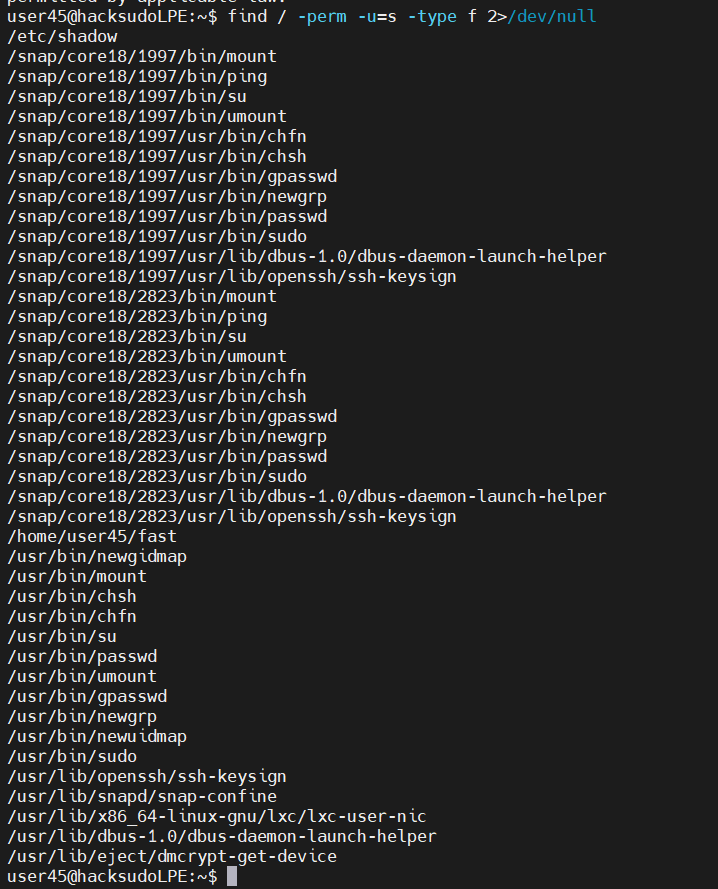 permitted by applicable law.
user45@hacksudoLPE:~$ find / -perm -u=s -type f 2>/dev/null
/etc/shadow
/snap/core18/1997/bin/mount
/snap/core18/1997/bin/ping
/snap/core18/1997/bin/su
/snap/core18/1997/bin/umount
/snap/core18/1997/usr/bin/chfn
/snap/core18/1997/usr/bin/chsh
/snap/core18/1997/usr/bin/gpasswd
/snap/core18/1997/usr/bin/newgrp
/snap/core18/1997/usr/bin/passwd
/snap/core18/1997/usr/bin/sudo
/snap/core18/1997/usr/lib/dbus-1.0/dbus-daemon-launch-helper
/snap/core18/1997/usr/lib/openssh/ssh-keysign
/snap/core18/2823/bin/mount
/snap/core18/2823/bin/ping
/snap/core18/2823/bin/su
/snap/core18/2823/bin/umount
/snap/core18/2823/usr/bin/chfn
/snap/core18/2823/usr/bin/chsh
/snap/core18/2823/usr/bin/gpasswd
/snap/core18/2823/usr/bin/newgrp
/snap/core18/2823/usr/bin/passwd
/snap/core18/2823/usr/bin/sudo
/snap/core18/2823/usr/lib/dbus-1.0/dbus-daemon-launch-helper
/snap/core18/2823/usr/lib/openssh/ssh-keysign
/home/user45/fast
/usr/bin/newgidmap
/usr/bin/mount
/usr/bin/chsh
/usr/bin/chfn
/usr/bin/su
/usr/bin/passwd
/usr/bin/umount
/usr/bin/gpasswd
/usr/bin/newgrp
/usr/bin/newuidmap
/usr/bin/sudo
/usr/lib/openssh/ssh-keysign
/usr/lib/snapd/snap-confine
/usr/lib/x86_64-linux-gnu/lxc/lxc-user-nic
/usr/lib/dbus-1.0/dbus-daemon-launch-helper
/usr/lib/eject/dmcrypt-get-device
user45@hacksudoLPE:~$